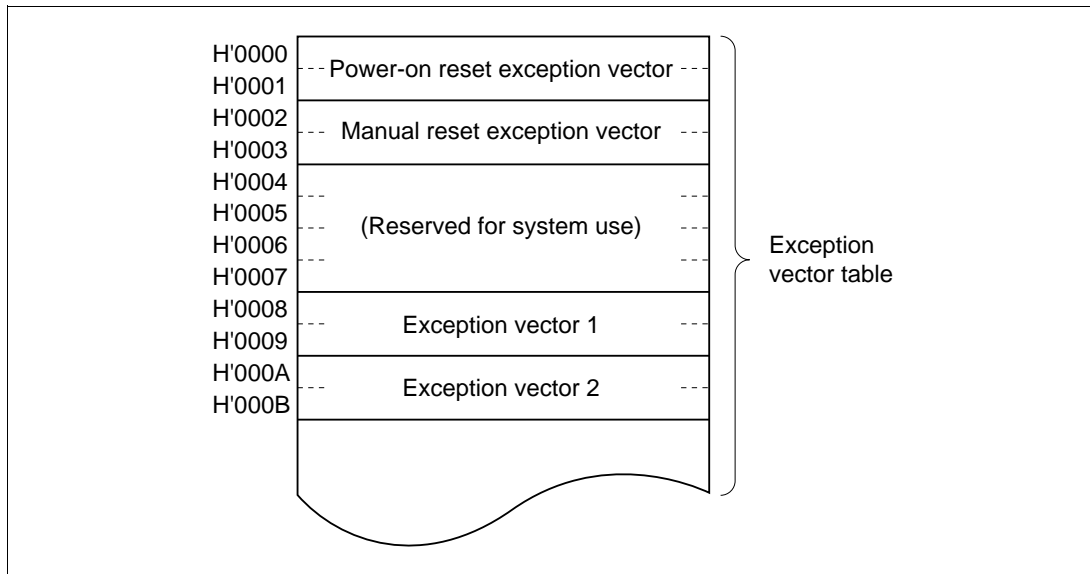 H'0000
Power-on reset exception vector
H'0001
H'0002
Manual reset exception vector
H'0003
H'0004
H'0005
(Reserved for system use)
H'0006
H'0007
H'0008
Exception vector 1
H'0009
H'000A
Exception vector 2
H'000B
Exception
vector table